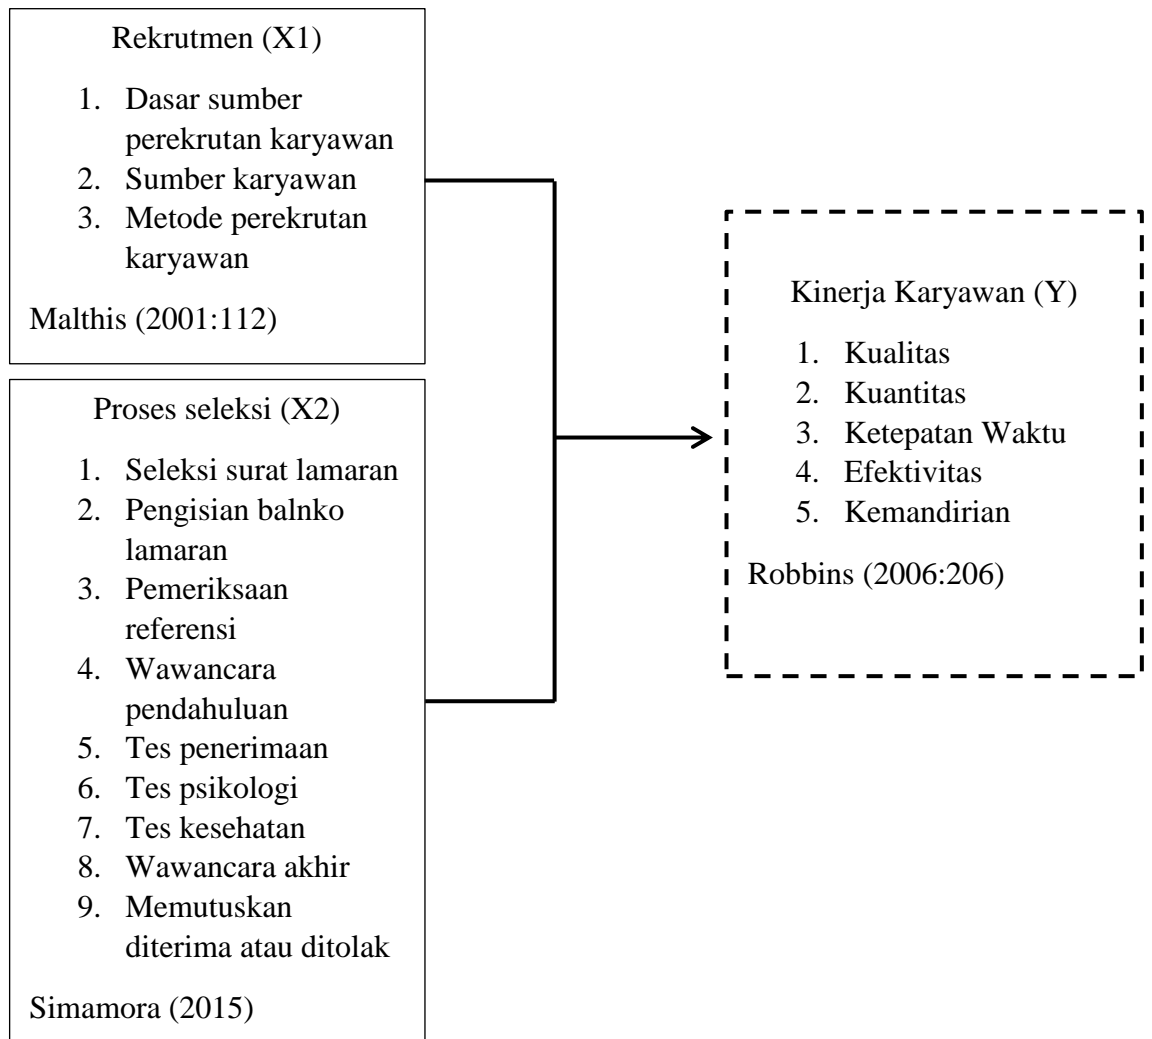 Rekrutmen (X1)
1. Dasar sumber
perekrutan karyawan
2. Sumber karyawan
3. Metode perekrutan
karyawan
Malthis (2001:112)
Proses seleksi (X2)
1. Seleksi surat lamaran
2. Pengisian balnko
lamaran
3. Pemeriksaan
referensi
4. Wawancara
pendahuluan
5. Tes penerimaan
6. Tes psikologi
7. Tes kesehatan
8. Wawancara akhir
9. Memutuskan
diterima atau ditolak
Simamora (2015)
Kinerja Karyawan (Y)
1. Kualitas
2. Kuantitas
3. Ketepatan Waktu
4. Efektivitas
5. Kemandirian
Robbins (2006:206)